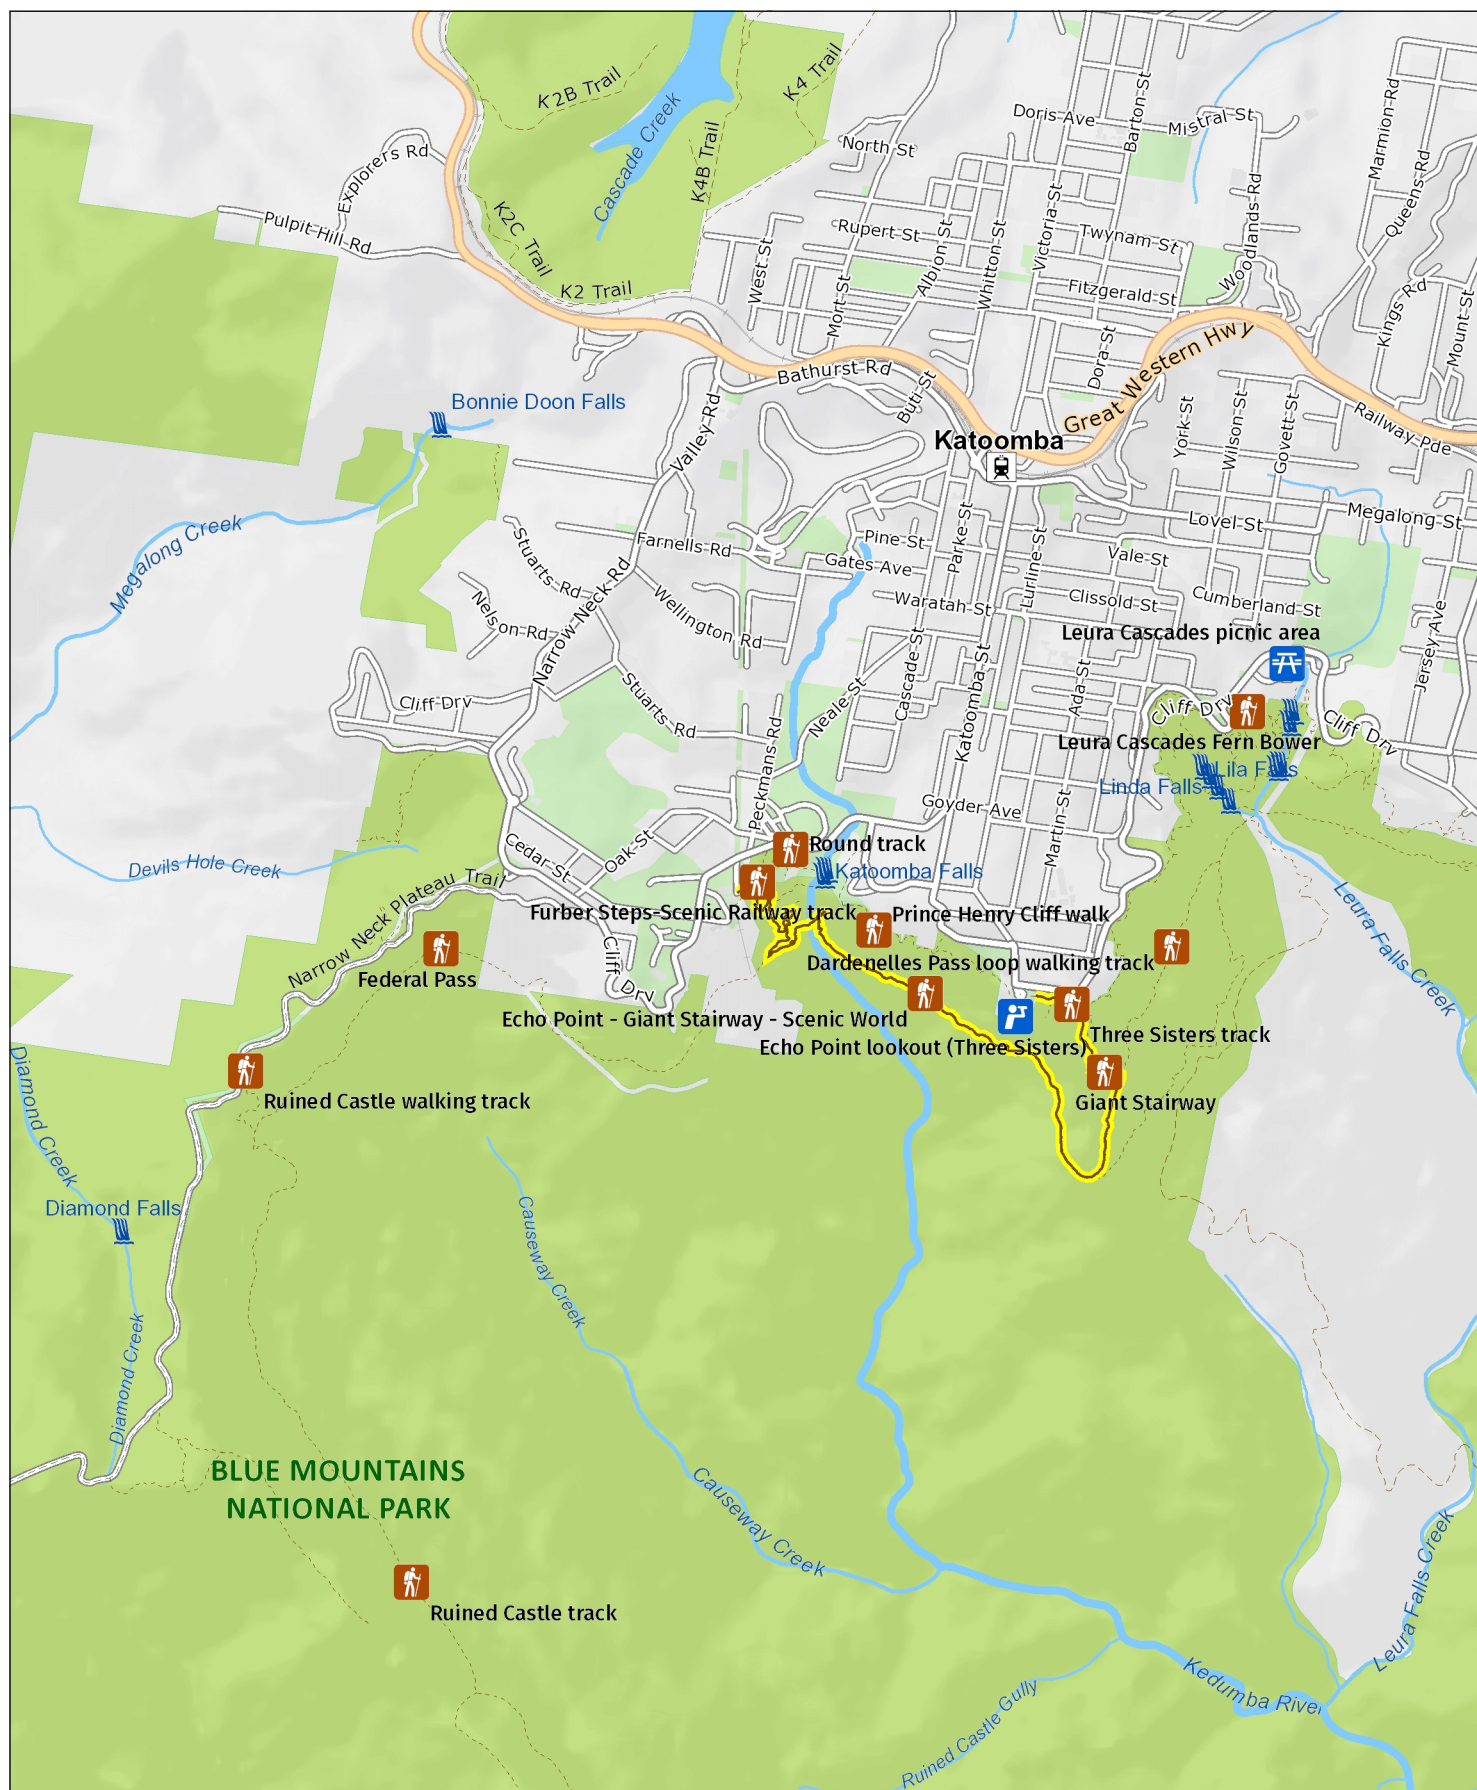 K2B Trail
K4 Trail
Cascade Creek
K4B Trail
Doris Ave
Barton St
Mistral St
Marmion Rd
Queens Rd
North St
Explorers Rd
Pulpit Hill Rd
K2C Trail
K2 Trail
West St
Rupert St
Mort St
Albion St
Whitton St
Victoria St
Twynam St
Fitzgerald St
Woodlands Rd
Kings Rd
Mount St
Dora St
Great Western Hwy
Bathurst Rd
Butt St
Railway Pde
Bonnie Doon Falls
Valley Rd
Katoomba
York St
Wilson St
Govett St
Megalong Creek
Stuarts Rd
Farnells Rd
Pine St
Gates Ave
Parke St
Lurline St
Lovel St
Megalong St
Vale St
Nelson Rd
Narrow Neck Rd
Wellington Rd
Waratah St
Clissold St
Cumberland St
Leura Cascades picnic area
Jersey Ave
Cliff Drv
Stuarts Rd
Peckmans Rd
Neale St
Cascade St
Katoomba St
Ada St
Cliff Drv
Cliff Drv
Leura Cascades Fern Bower
Lila Falls
Linda Falls
Goyder Ave
Martin St
Devils Hole Creek
Cedar St
Oak St
Round track
Katoomba Falls
Narrow Neck Plateau Trail
Furber Steps-Scenic Railway track
Prince Henry Cliff walk
Leura Falls Creek
Federal Pass
Cliff Drv
Dardenelles Pass loop walking track
Echo Point - Giant Stairway - Scenic World
Three Sisters track
Echo Point lookout (Three Sisters)
Diamond Creek
Ruined Castle walking track
Giant Stairway
Diamond Falls
Causeway Creek
Diamond Creek
BLUE MOUNTAINS
NATIONAL PARK
Causeway Creek
Leura Falls Creek
Ruined Castle track
Kedumba River
Ruined Castle Gully